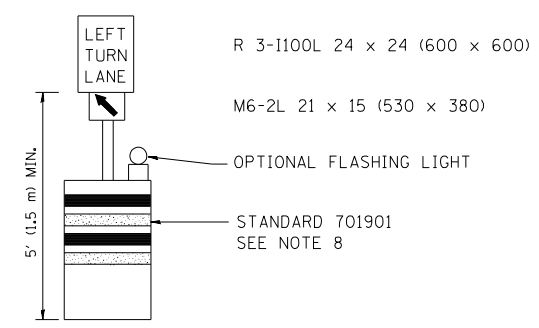 LEFT
TURN
LANE
R 3-I100L 24 x 24 (600 x 600)
M6-2L 21 x 15 (530 x 380)
OPTIONAL FLASHING LIGHT
STANDARD 701901
SEE NOTE 8
5' (1.5 m) MIN.